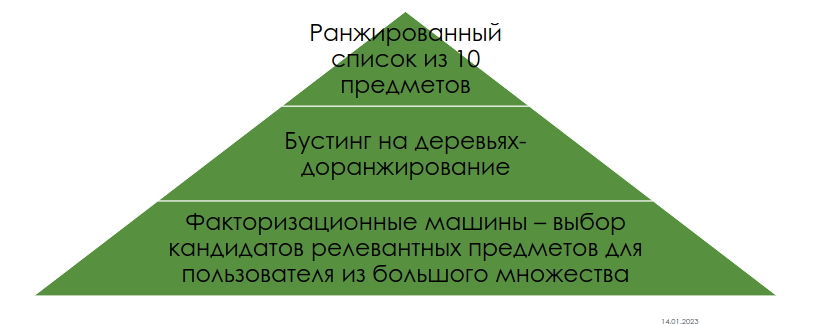 Ранжированный
список из 10
предметов
Бустинг на деревьях-
доранжирование
Факторизационные машины – выбор
кандидатов релевантных предметов для
пользователя из большого множества
14.01.2023